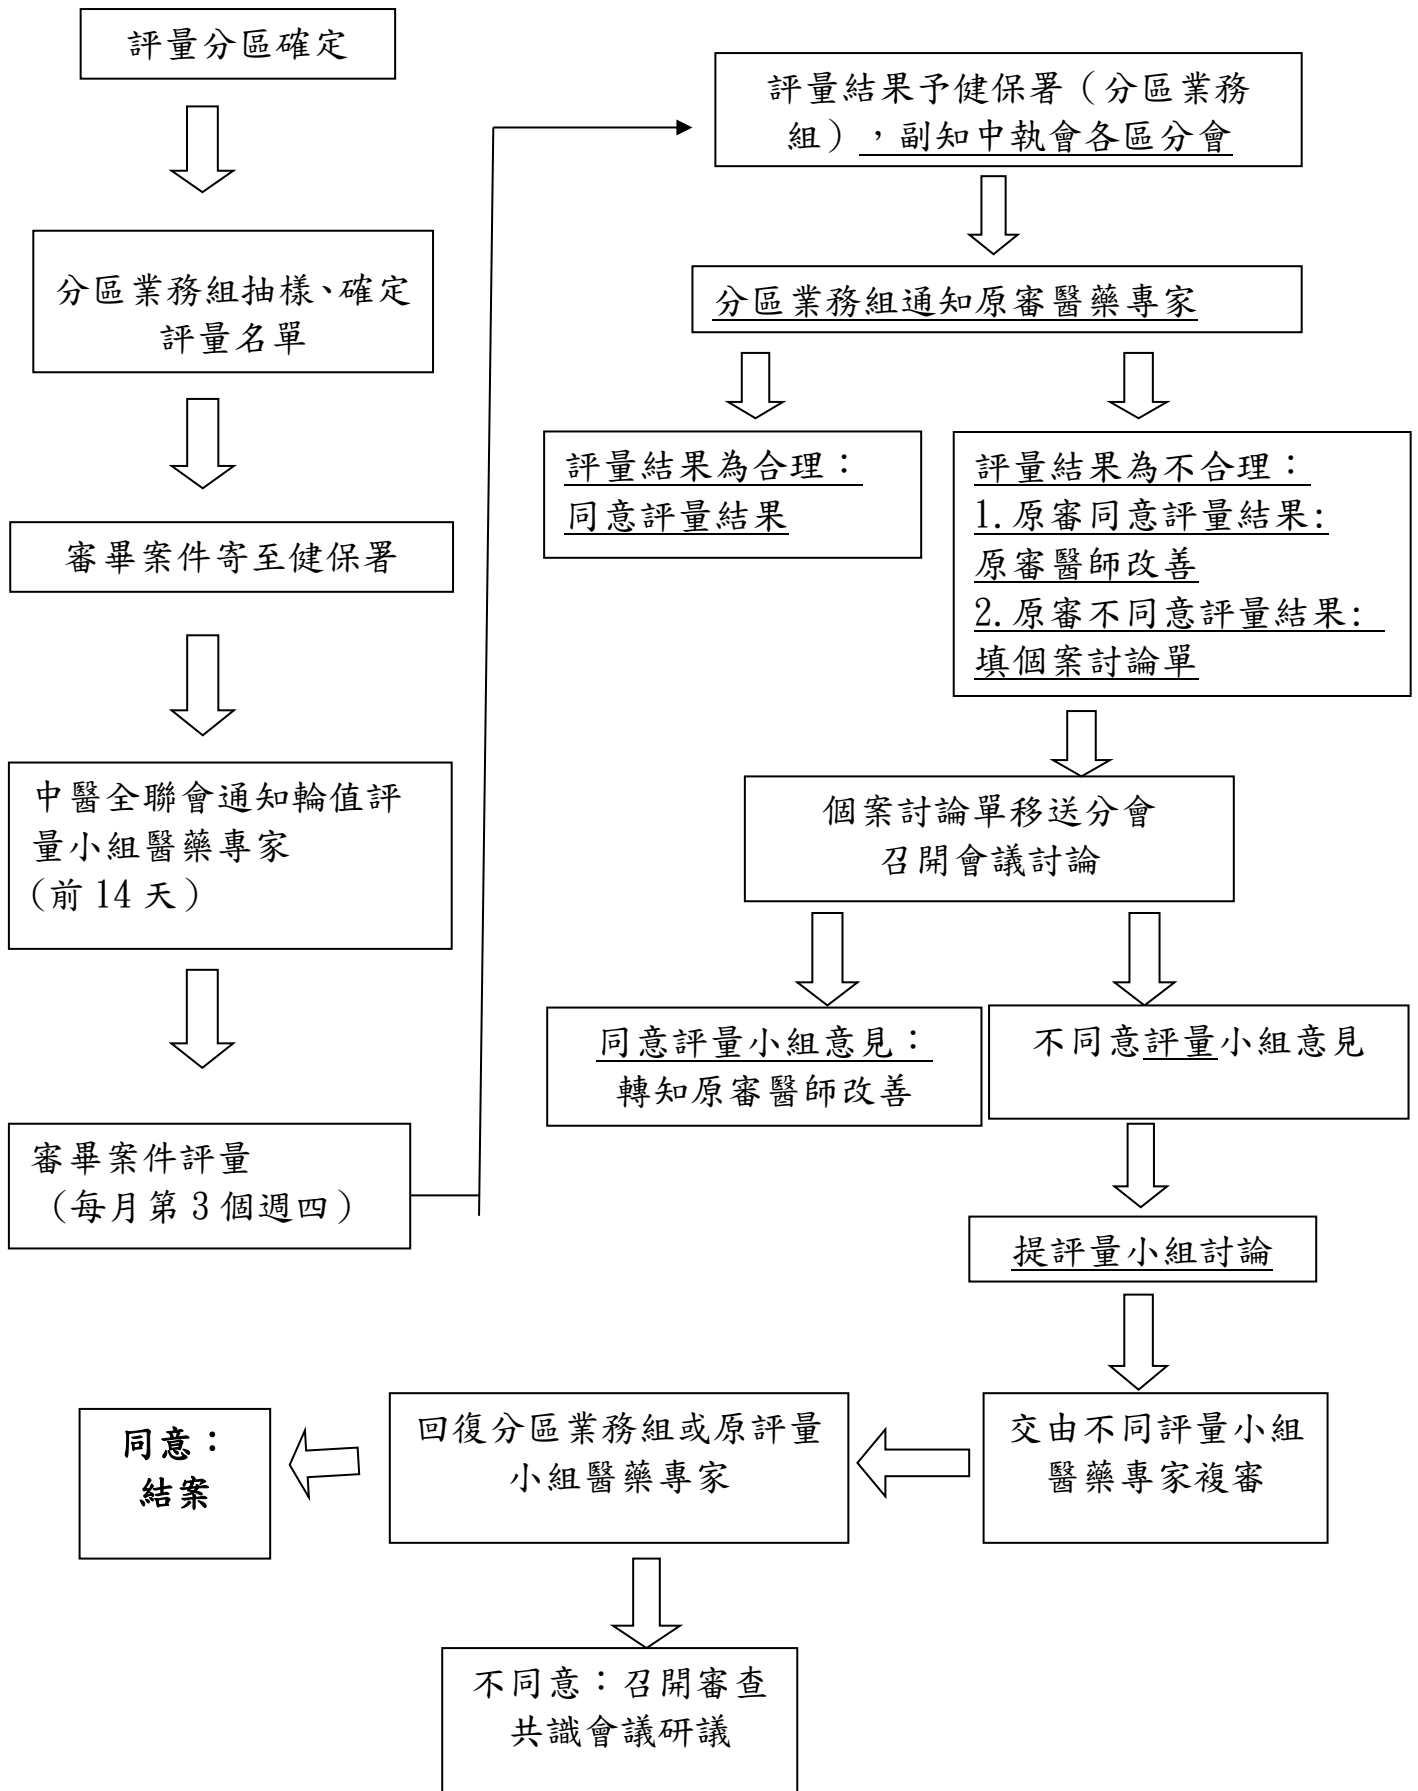 評量分區確定
分區業務組抽樣、確定
評量名單
審畢案件寄至健保署
中醫全聯會通知輪值評
量小組醫藥專家
(前 14 天)
審畢案件評量
(每月第 3 個週四)
評量結果予健保署(分區業務
組),副知中執會各區分會
分區業務組通知原審醫藥專家
評量結果為合理：
同意評量結果
評量結果為不合理：
1.原審同意評量結果:
原審醫師改善
2.原審不同意評量結果:
填個案討論單
個案討論單移送分會
召開會議討論
同意評量小組意見：
轉知原審醫師改善
不同意評量小組意見
提評量小組討論
交由不同評量小組
醫藥專家複審
回復分區業務組或原評量
小組醫藥專家
同意：
結案
不同意：召開審查
共識會議研議